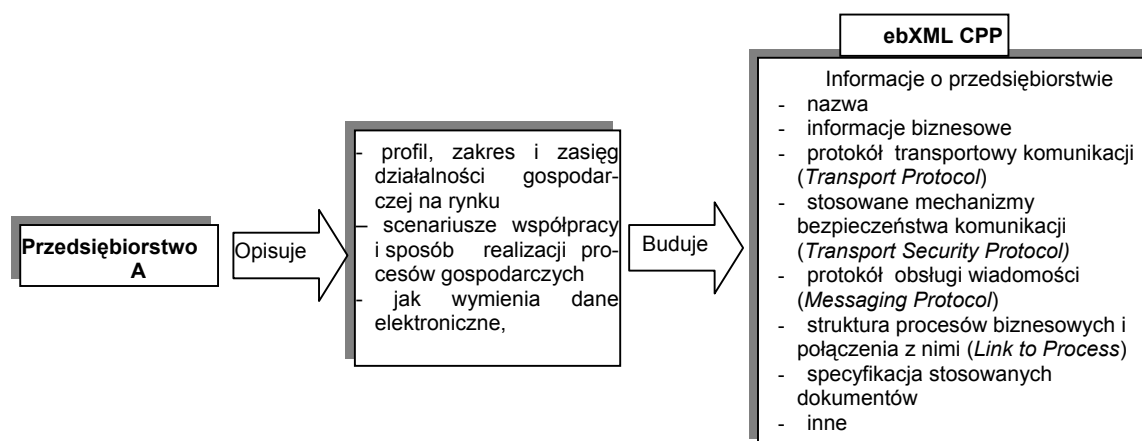 Przedsiębiorstwo
A
Opisuje
- profil, zakres i zasięg
działalności gospodar-
czej na rynku
- scenariusze współpracy
i sposób realizacji pro-
cesów gospodarczych
- jak wymienia dane
elektroniczne,
Buduje
ebXML CPP
Informacje o przedsiębiorstwie
- nazwa
- informacje biznesowe
- protokół transportowy komunikacji
(Transport Protocol)
- stosowane mechanizmy
bezpieczeństwa komunikacji
(Transport Security Protocol)
- protokół obsługi wiadomości
(Messaging Protocol)
- struktura procesów biznesowych i
połączenia z nimi (Link to Process)
- specyfikacja stosowanych
dokumentów
- inne